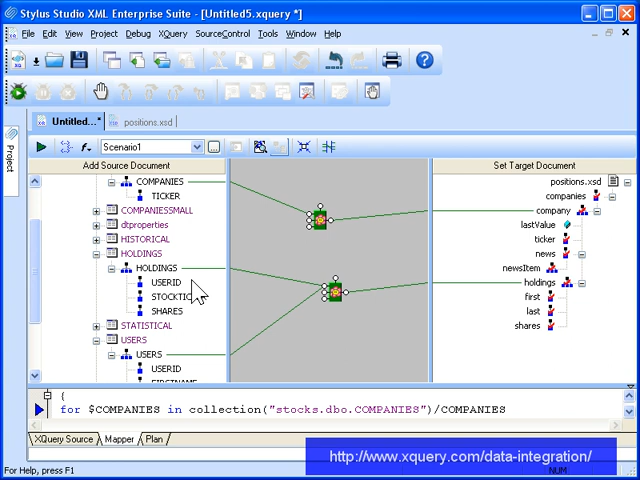 Stylus Studio XML Enterprise Suite - [Untitled5.xquery *]
File Edit View Project Debug XQuery SourceControl Tools Window Help
Untitled...* positions.xsd
Project
Scenario1
Add Source Document
Set Target Document
COMPANIES
TICKER
COMPANIESSMALL
dtproperties
HISTORICAL
HOLDINGS
HOLDINGS
USERID
STOCKTIC
SHARES
STATISTICAL
USERS
USERS
USERID
FIRSTNAME
positions.xsd
companies
company
lastValue
ticker
news
newsItem
holdings
first
last
shares
{
for $COMPANIES in collection("stocks.dbo.COMPANIES")/COMPANIES
XQuery Source Mapper Plan
http://www.xquery.com/data-integration/
For Help, press F1
NUM